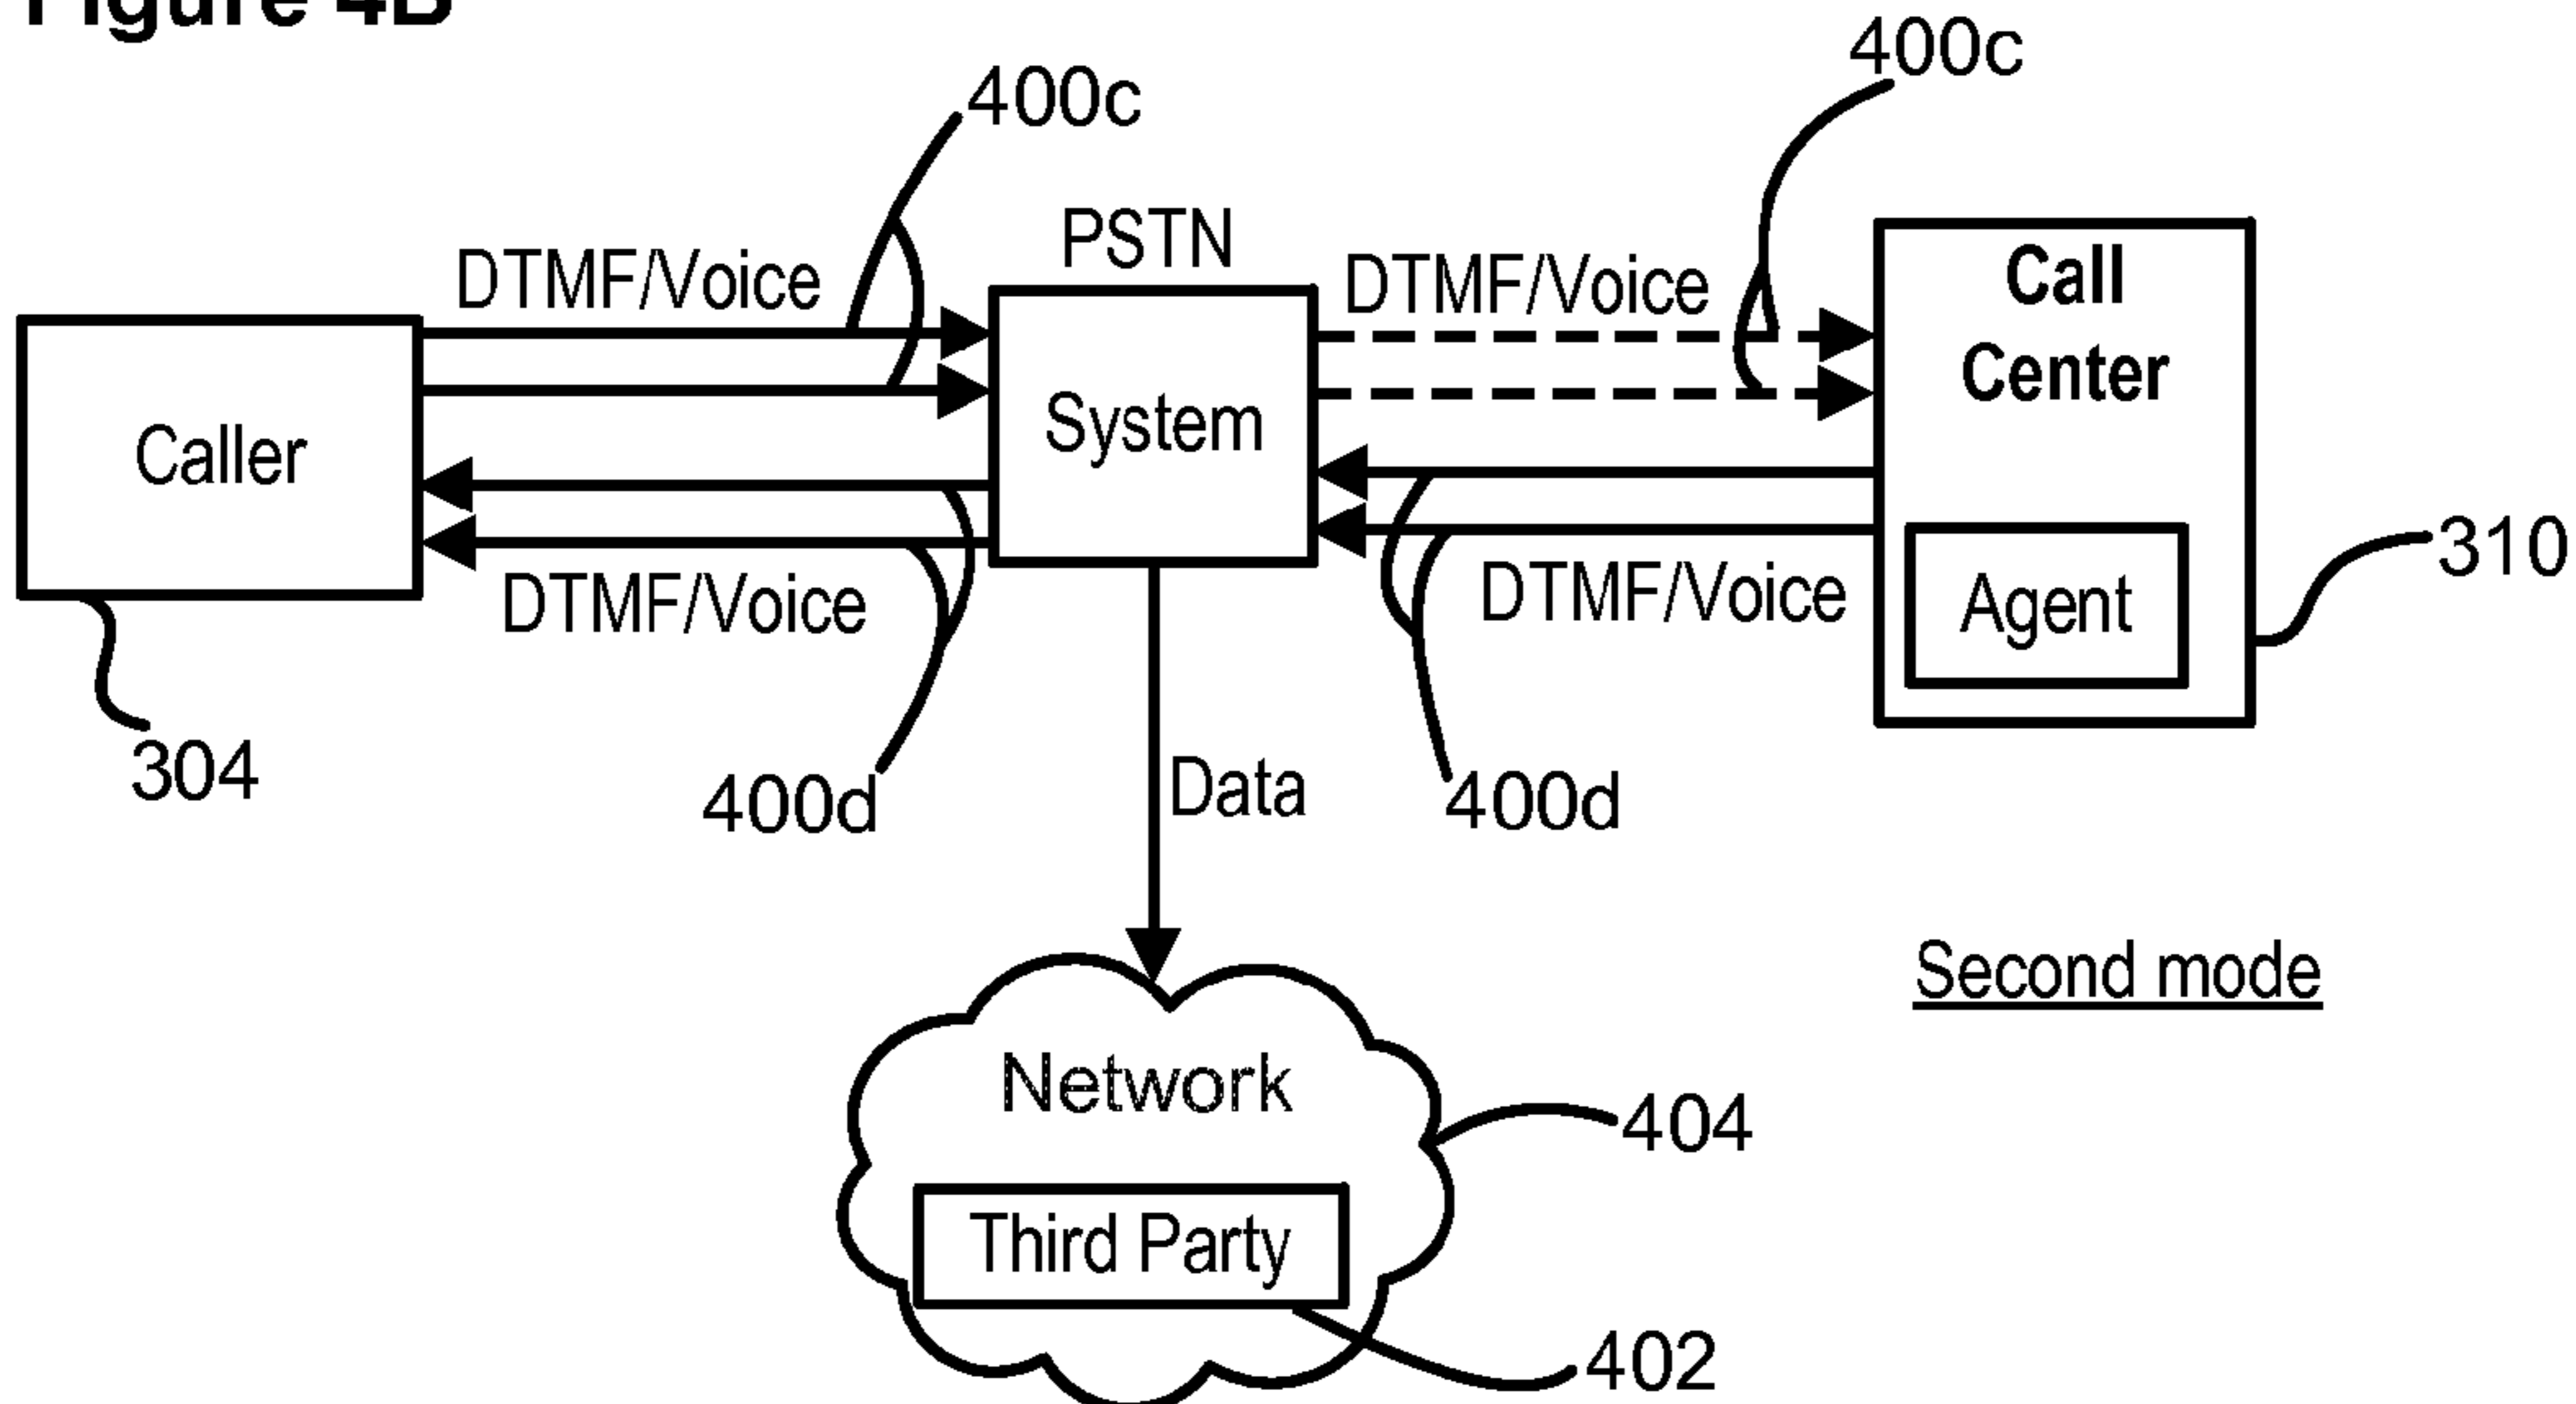 Figure 4B
400c
400c
PSTN
DTMF/Voice
DTMF/Voice
Call
Center
System
Caller
310
Agent
DTMF/Voice
DTMF/Voice
304
400d
Data
400d
Second mode
Network
404
Third Party
402